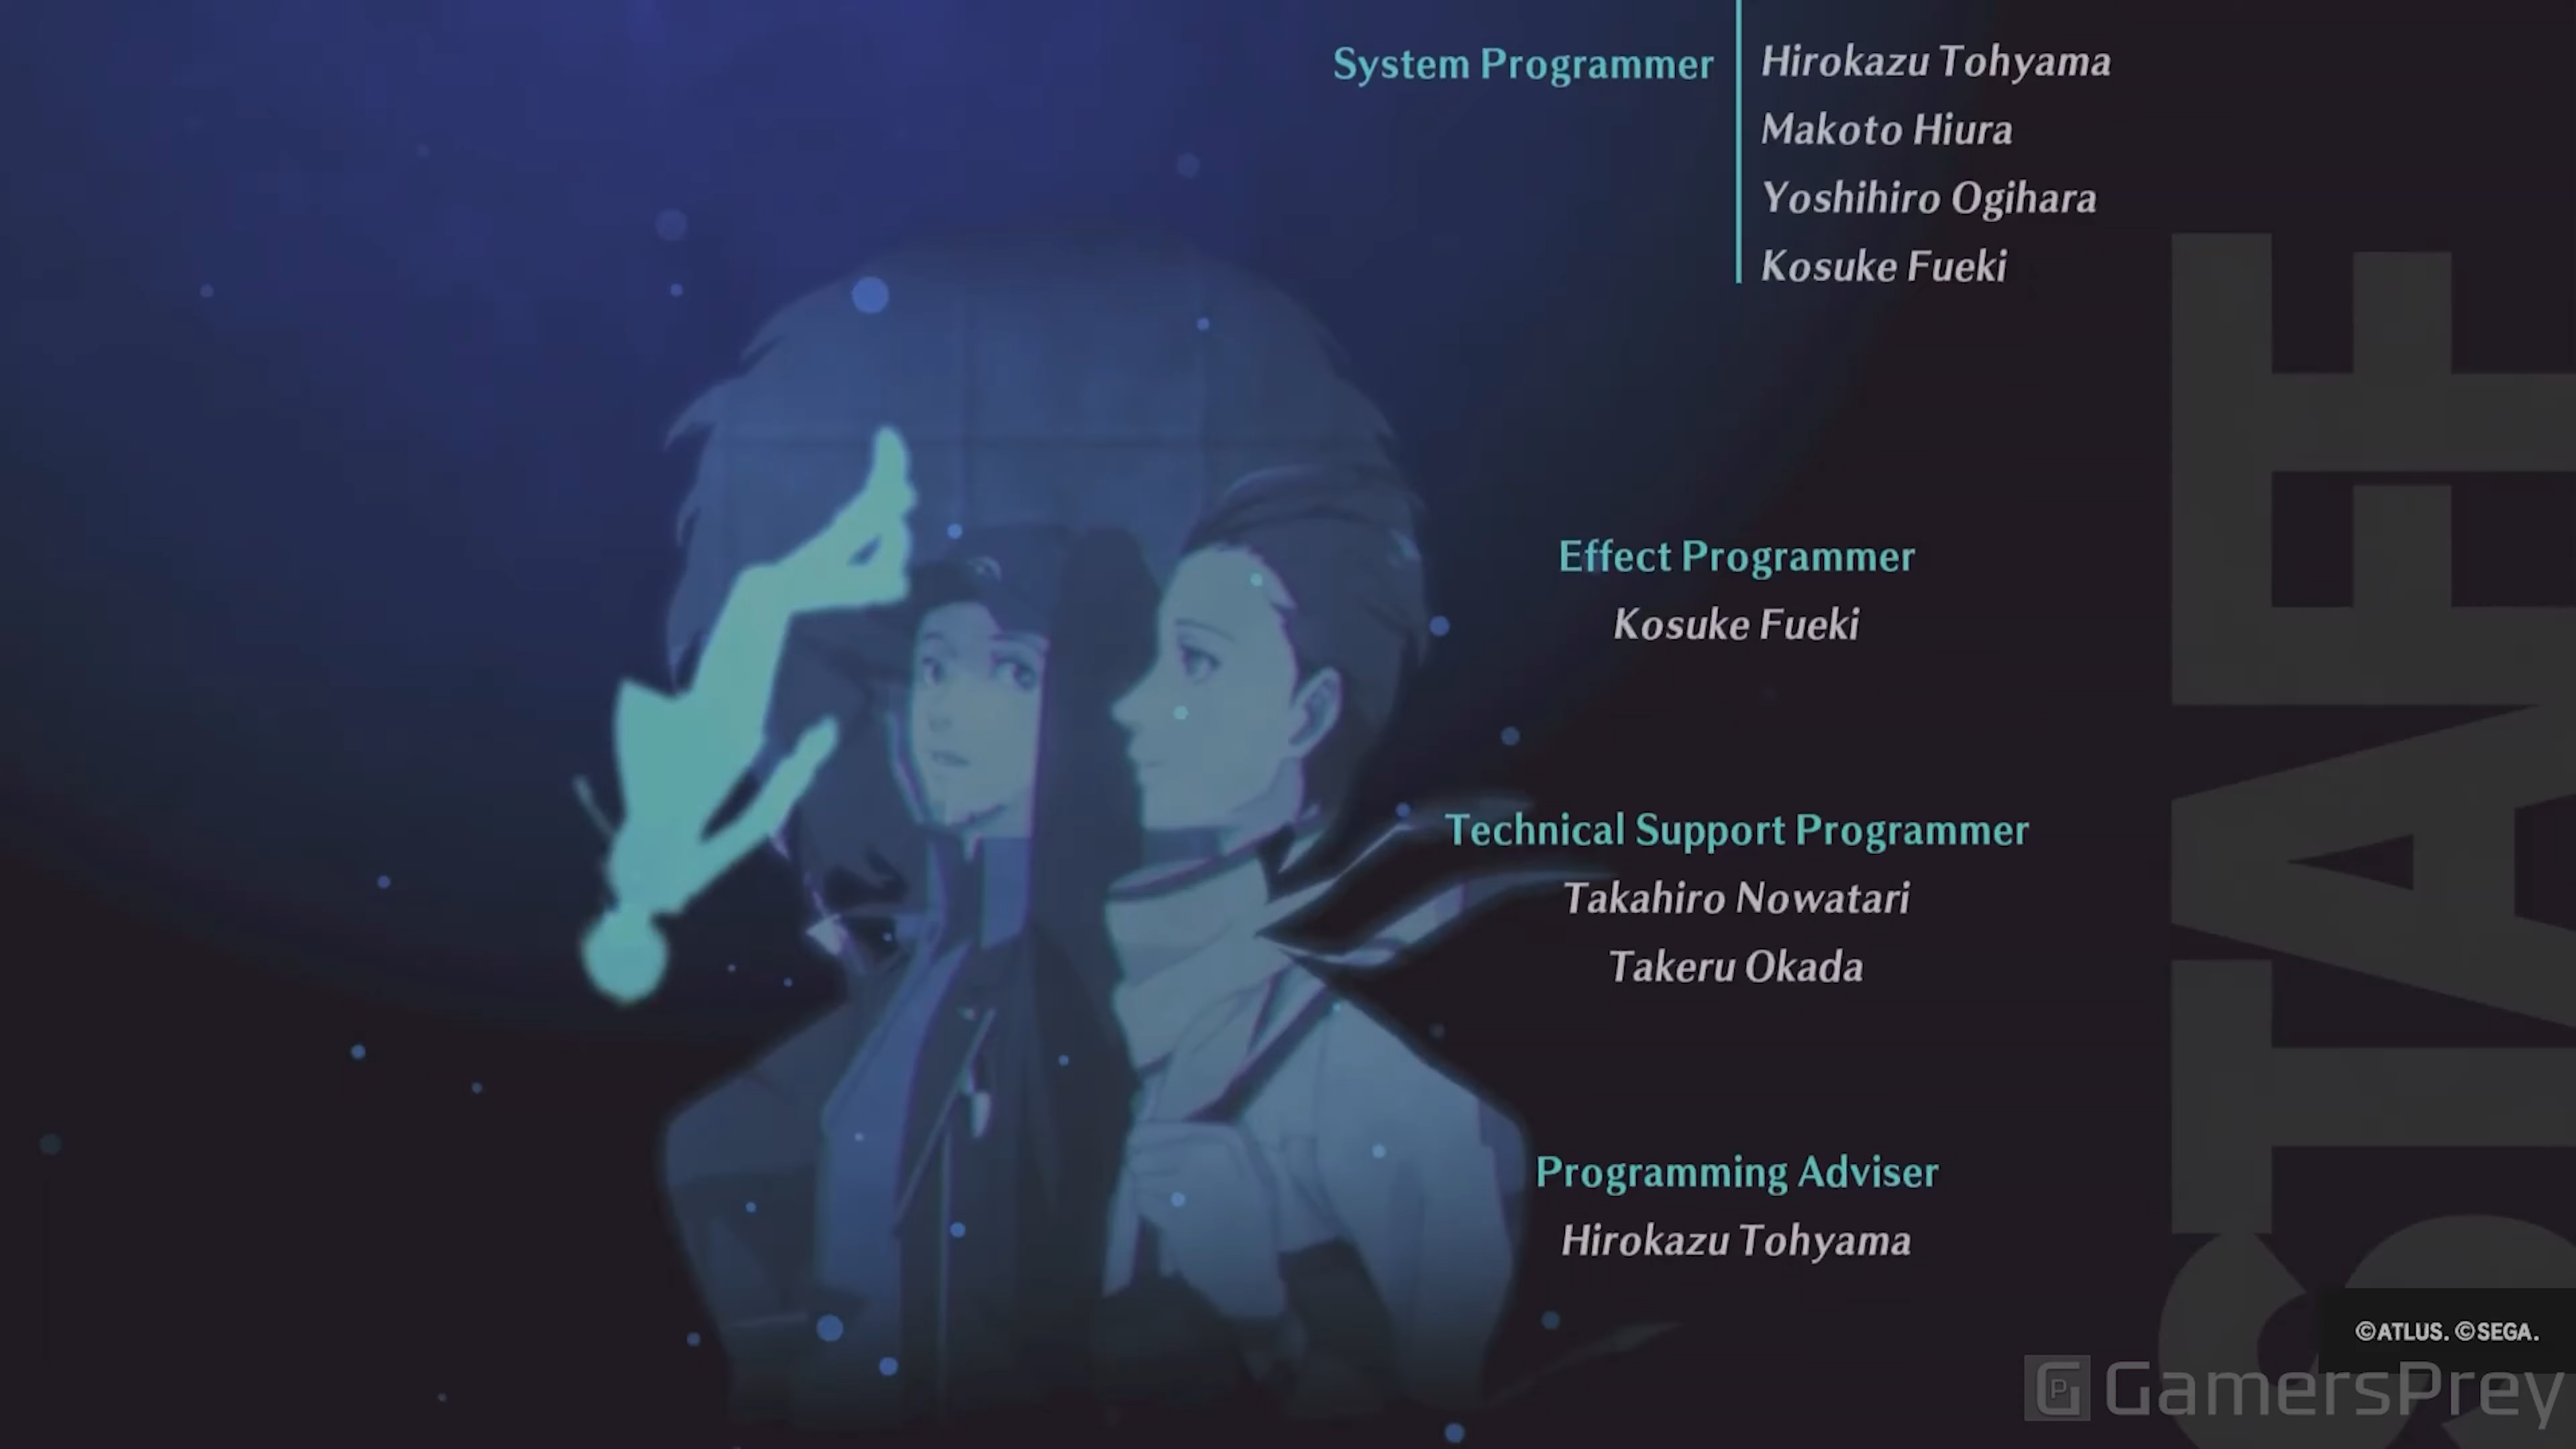 System Programmer
Hirokazu Tohyama
Makoto Hiura
Yoshihiro Ogihara
Kosuke Fueki
Effect Programmer
Kosuke Fueki
Technical Support Programmer
Takahiro Nowatari
Takeru Okada
Programming Adviser
Hirokazu Tohyama
STAFF
©ATLUS. ©SEGA.
GamersPrey